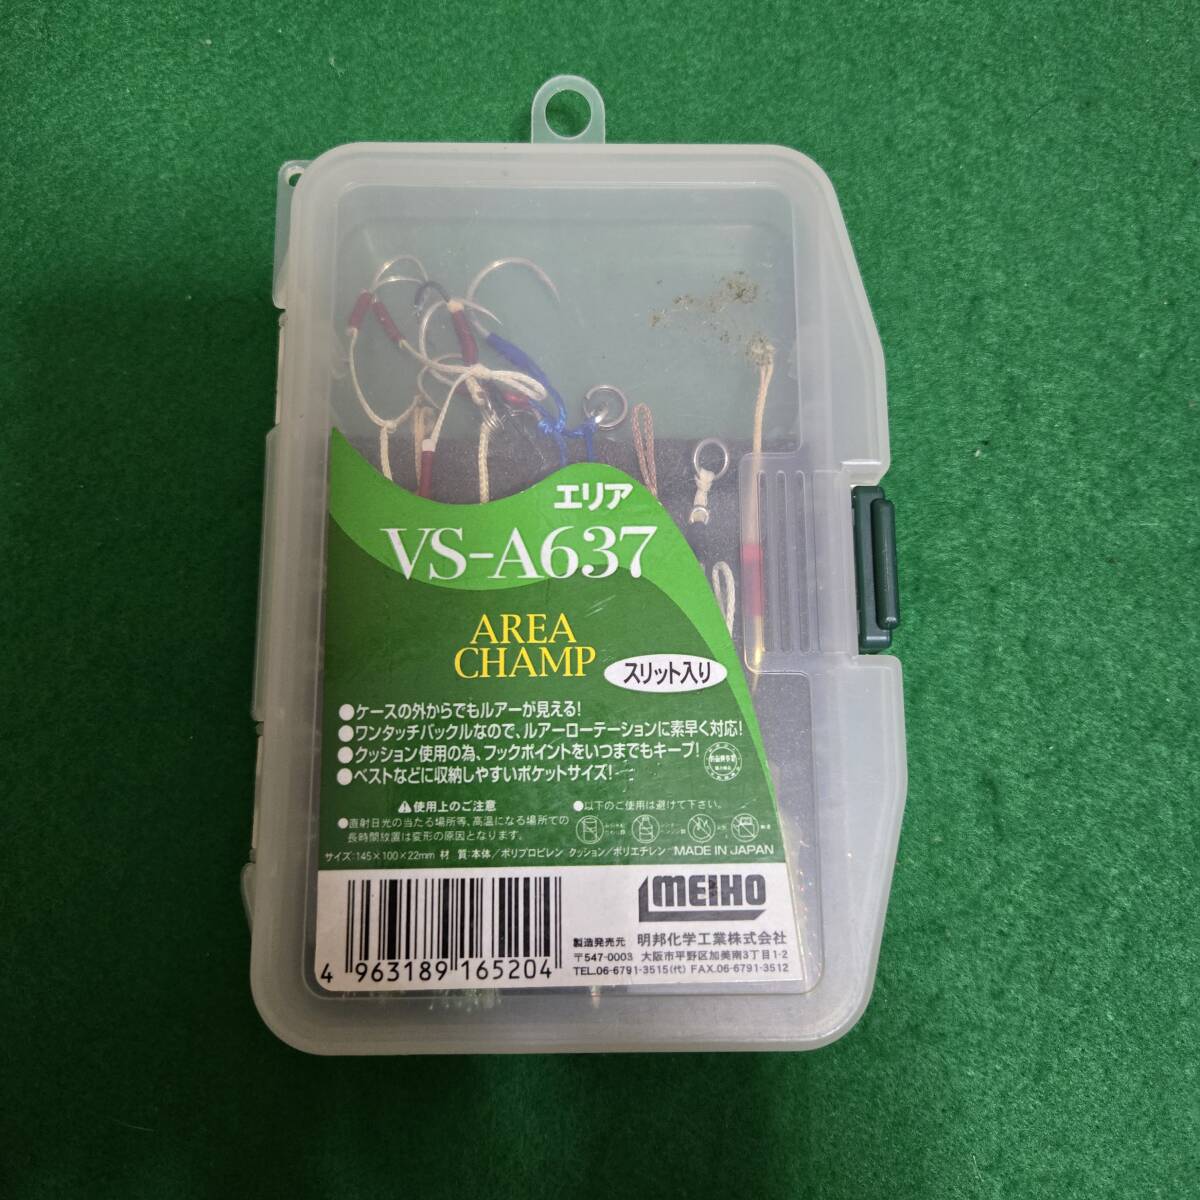 エリア
VS-A637
AREA
CHAMP
スリット入り
●ケースの外からでもルアーが見える!
●ワンタッチバックルなので、ルアーローテーションに素早く対応!
●クッション使用の為、フックポイントをいつまでもキープ!
●ベストなどに収納しやすいポケットサイズ!
⚠使用上のご注意
●直射日光の当たる場所等、高温になる場所での
長時間放置は変形の原因となります。
●以下のご使用は避けて下さい。
サイズ:145×100×22mm 材 質:本体/ポリプロピレン クッション/ポリエチレン MADE IN JAPAN
MEIHO
製造発売元 明邦化学工業株式会社
〒547-0003 大阪市平野区加美南3丁目1-2
TEL.06-6791-3515(代) FAX.06-6791-3512
4 963189 165204